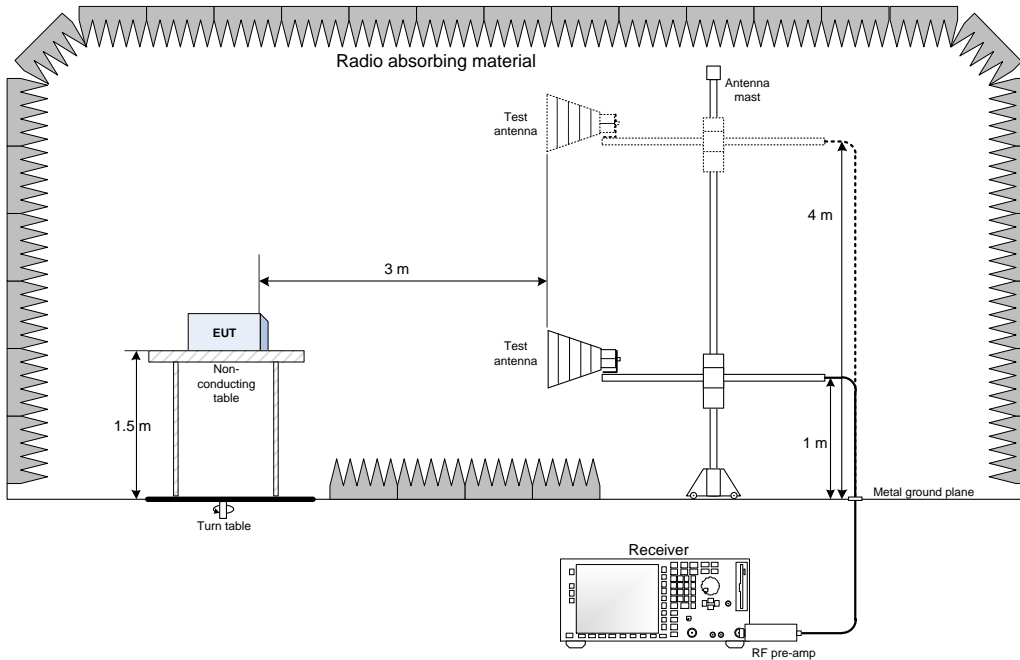 Radio absorbing material
Antenna
mast
Test
antenna
4 m
3 m
EUT
Test
antenna
Non-
conducting
table
1.5 m
1 m
Metal ground plane
Turn table
Receiver
RF pre-amp